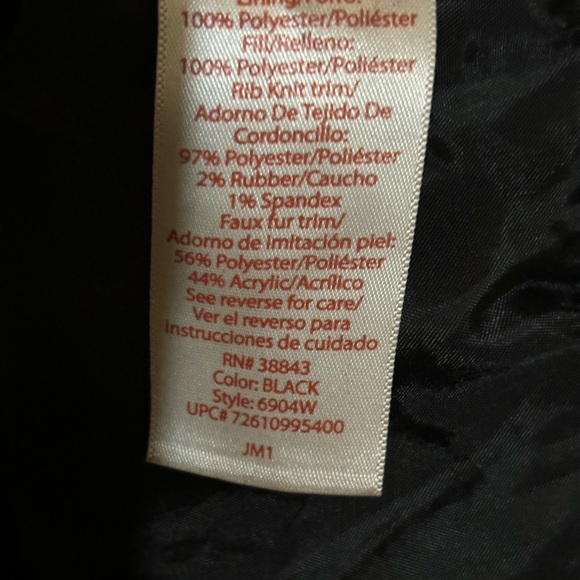 Lining/Forro:
100% Polyester/Poliéster
Fill/Relleno:
100% Polyester/Poliéster
Rib Knit trim/
Adorno De Tejido De
Cordoncillo:
97% Polyester/Poliéster
2% Rubber/Caucho
1% Spandex
Faux fur trim/
Adorno de imitación piel:
56% Polyester/Poliéster
44% Acrylic/Acrílico
See reverse for care/
Ver el reverso para
instrucciones de cuidado
RN# 38843
Color: BLACK
Style: 6904W
UPC# 72610995400
JM1